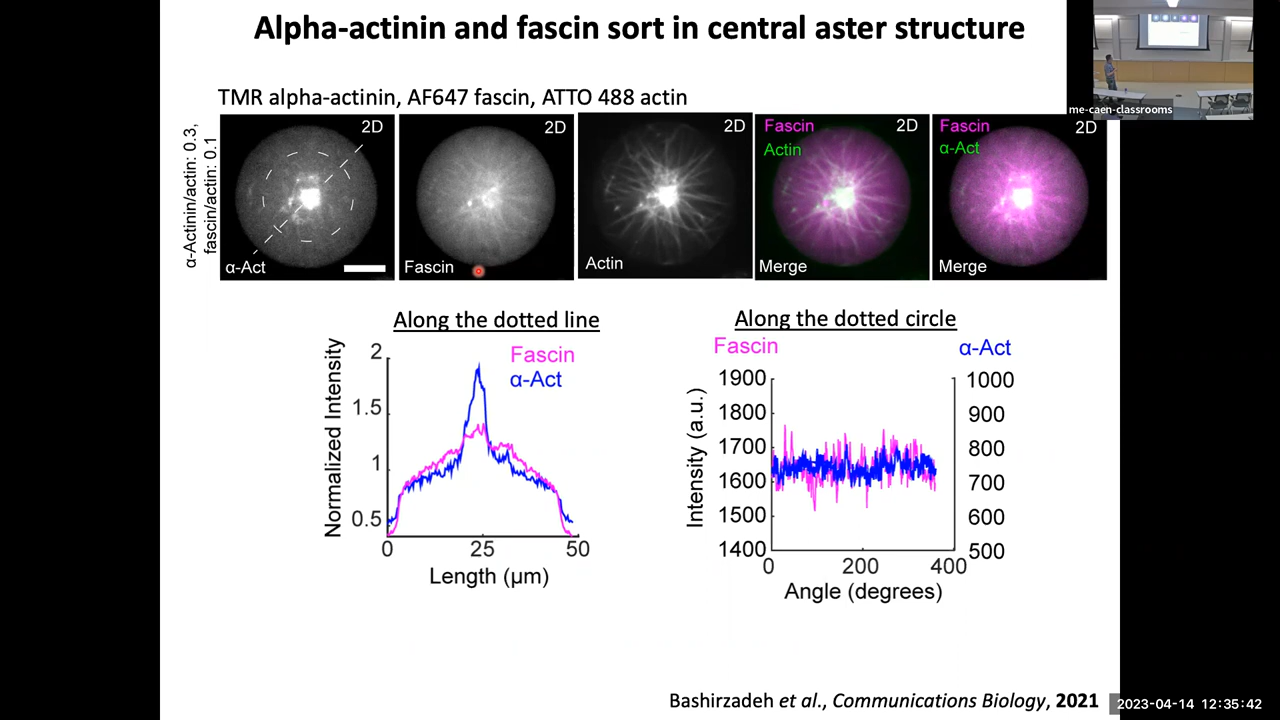 Alpha-actinin and fascin sort in central aster structure
me-caen-classrooms
TMR alpha-actinin, AF647 fascin, ATTO 488 actin
α-Actinin/actin: 0.3,
fascin/actin: 0.1
2D
α-Act
2D
Fascin
2D
Actin
Fascin
Actin
2D
Merge
Fascin
α-Act
2D
Merge
Along the dotted line
Normalized Intensity
2
1.5
1
0.5
Fascin
α-Act
0 25 50
Length (μm)
Along the dotted circle
Fascin
α-Act
Intensity (a.u.)
1900
1800
1700
1600
1500
1400
1000
900
800
700
600
500
0 200 400
Angle (degrees)
Bashirzadeh et al., Communications Biology, 2021
2023-04-14 12:35:42